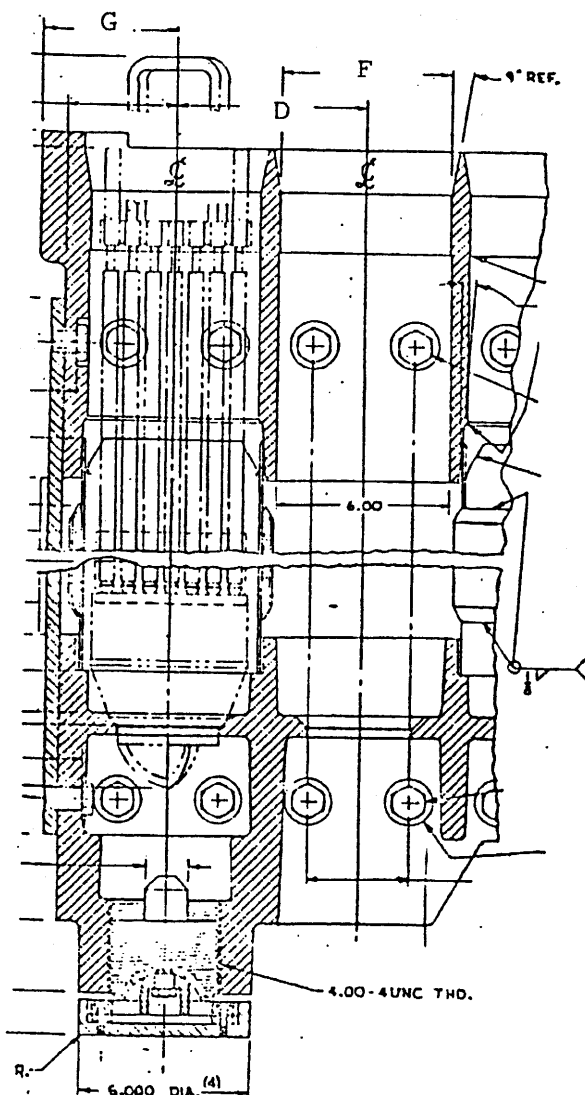 G
F
9° REF.
D
℄
℄
6.00
4.00-4UNC THD.
R.
6.000 DIA. (4)